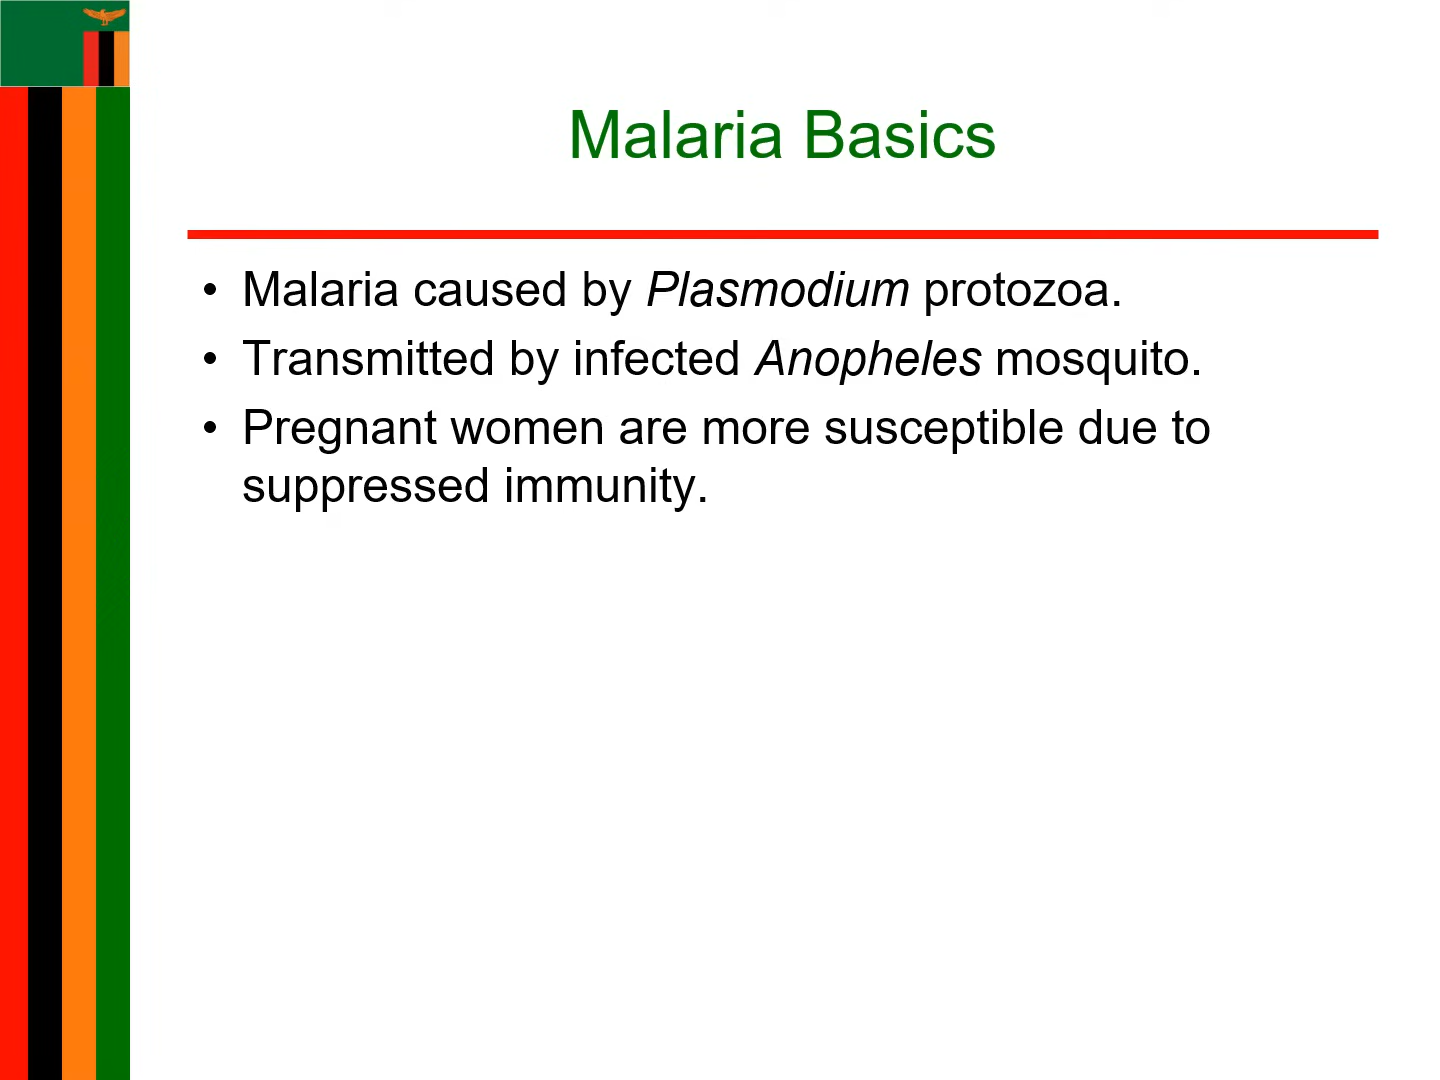 Malaria Basics
• Malaria caused by Plasmodium protozoa.
• Transmitted by infected Anopheles mosquito.
• Pregnant women are more susceptible due to
suppressed immunity.